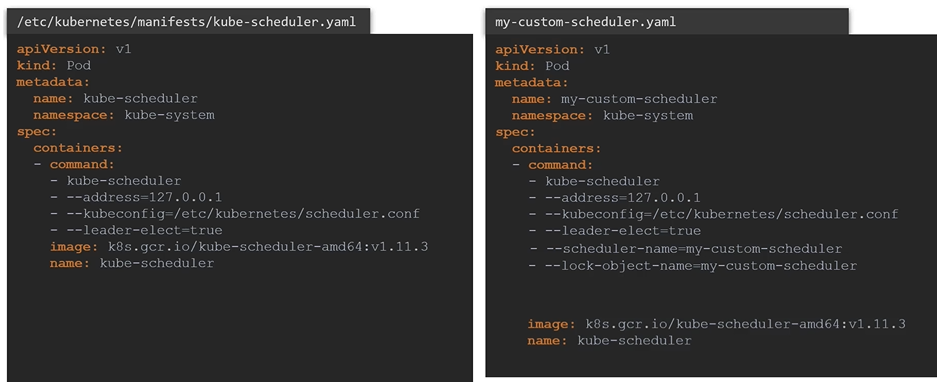 /etc/kubernetes/manifests/kube-scheduler.yaml
apiVersion: v1
kind: Pod
metadata:
  name: kube-scheduler
  namespace: kube-system
spec:
  containers:
  - command:
    - kube-scheduler
    - --address=127.0.0.1
    - --kubeconfig=/etc/kubernetes/scheduler.conf
    - --leader-elect=true
    image: k8s.gcr.io/kube-scheduler-amd64:v1.11.3
    name: kube-scheduler
my-custom-scheduler.yaml
apiVersion: v1
kind: Pod
metadata:
  name: my-custom-scheduler
  namespace: kube-system
spec:
  containers:
  - command:
    - kube-scheduler
    - --address=127.0.0.1
    - --kubeconfig=/etc/kubernetes/scheduler.conf
    - --leader-elect=true
    - --scheduler-name=my-custom-scheduler
    - --lock-object-name=my-custom-scheduler
    image: k8s.gcr.io/kube-scheduler-amd64:v1.11.3
    name: kube-scheduler